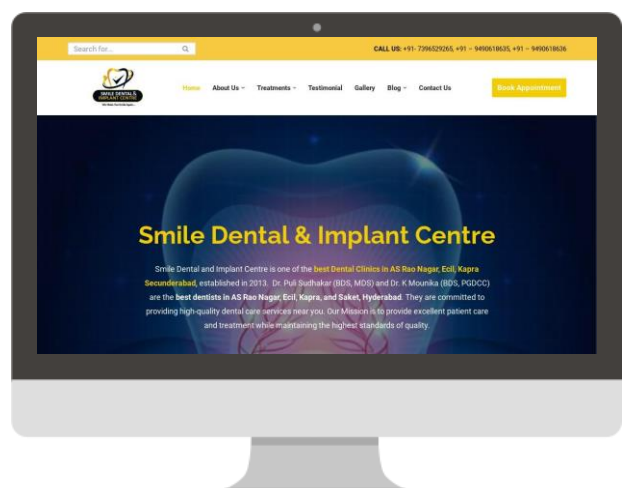 Search for...
CALL US: +91- 7396529265, +91 – 9490618635, +91 – 9490618636
SMILE DENTAL &
IMPLANT CENTRE
Home About Us Treatments Testimonial Gallery Blog Contact Us
Book Appointment
Smile Dental & Implant Centre
Smile Dental and Implant Centre is one of the best Dental Clinics in AS Rao Nagar, Ecil, Kapra
Secunderabad, established in 2013. Dr. Puli Sudhakar (BDS, MDS) and Dr. K Mounika (BDS, PGDCC)
are the best dentists in AS Rao Nagar, Ecil, Kapra, and Saket, Hyderabad. They are committed to
providing high-quality dental care services near you. Our Mission is to provide excellent patient care
and treatment while maintaining the highest standards of quality.